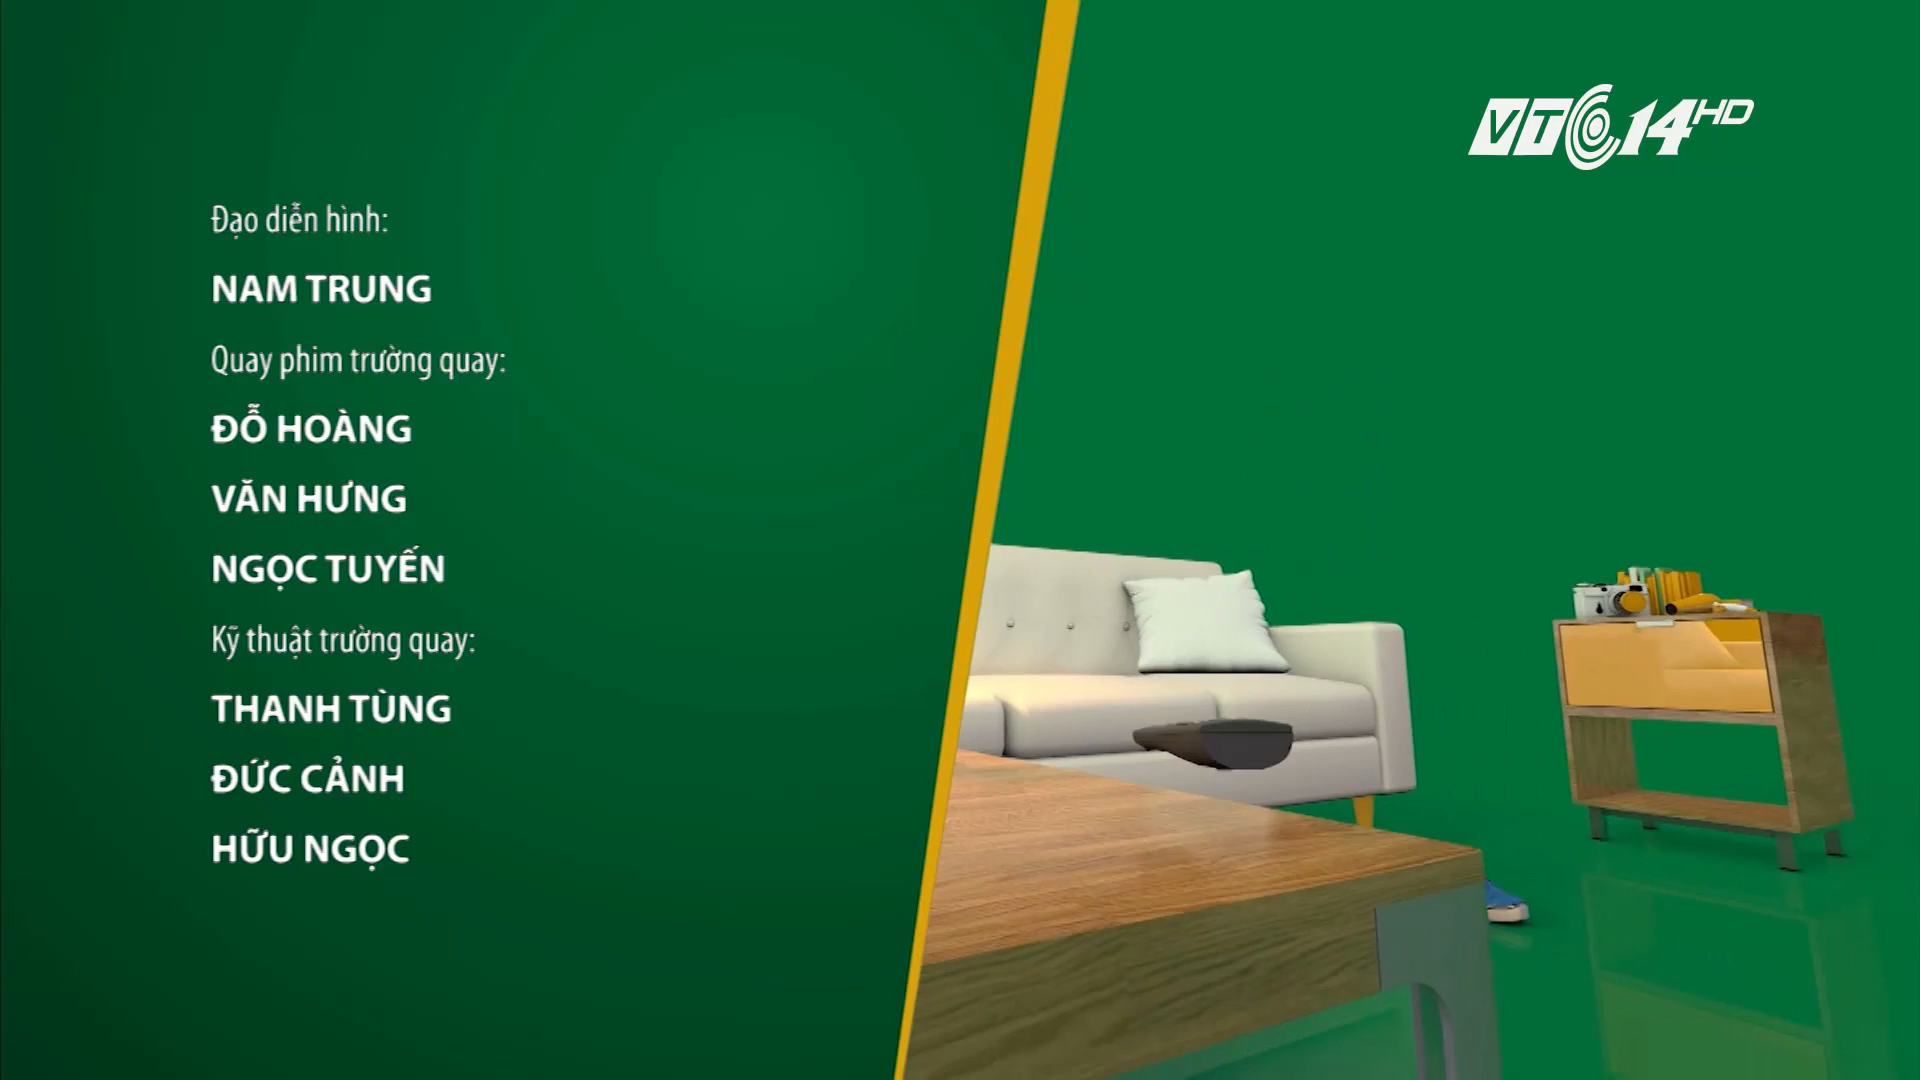 VTC14HD
Đạo diễn hình:
NAM TRUNG
Quay phim trường quay:
ĐỖ HOÀNG
VĂN HƯNG
NGỌC TUYẾN
Kỹ thuật trường quay:
THANH TÙNG
ĐỨC CẢNH
HỮU NGỌC